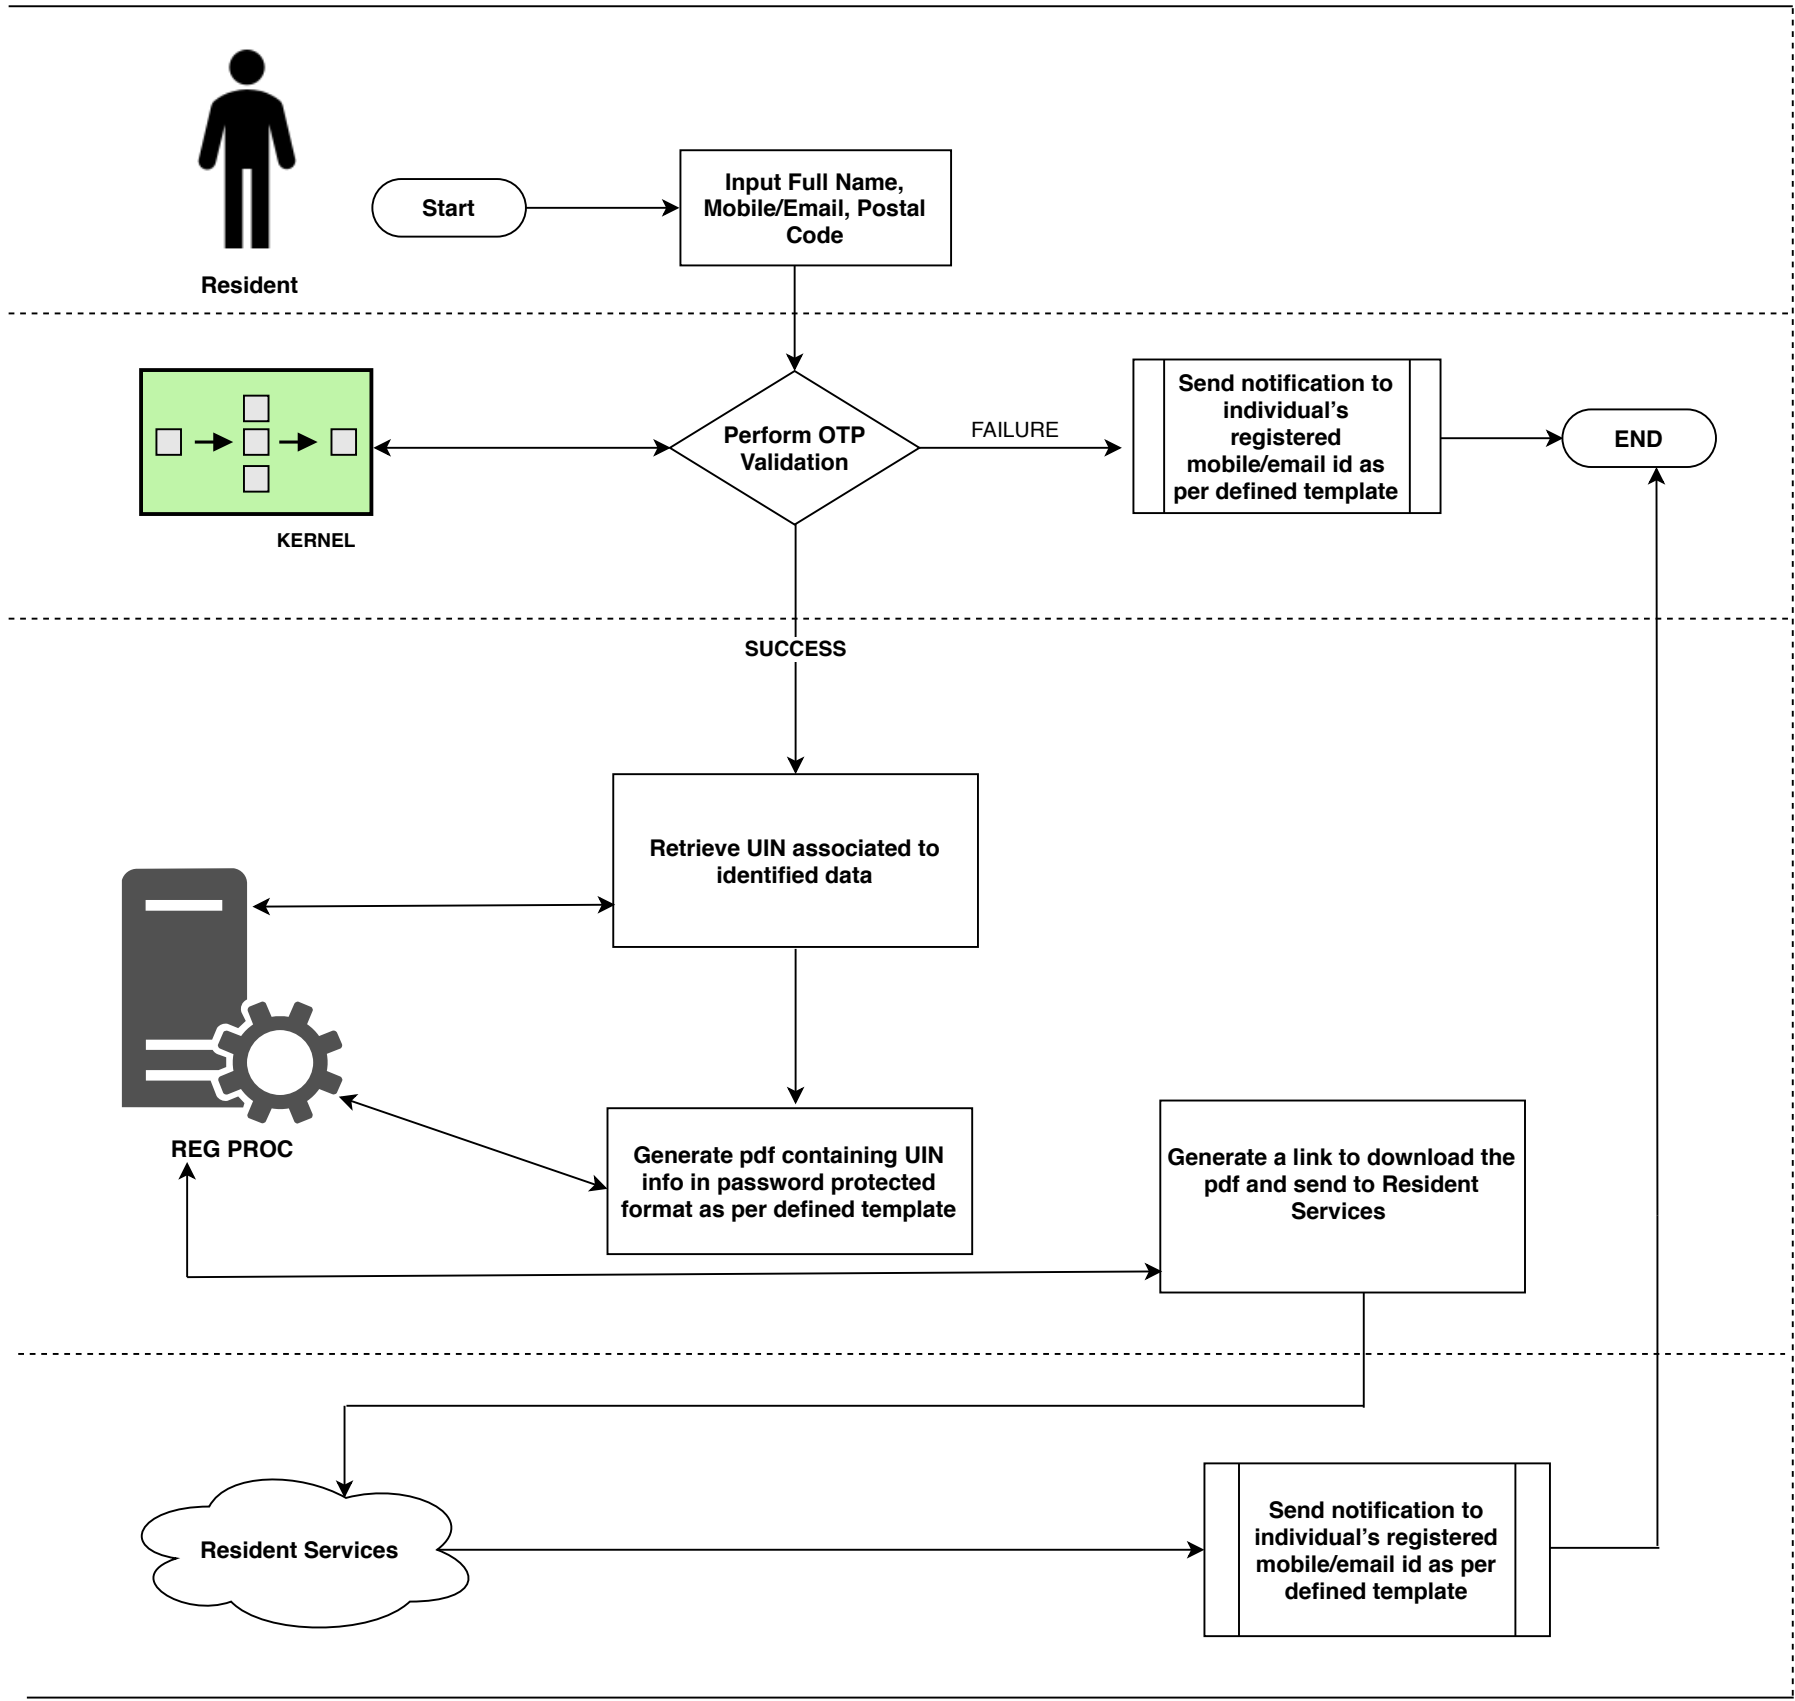 Start
Input Full Name,
Mobile/Email, Postal
Code
Resident
Perform OTP
Validation
FAILURE
Send notification to
individual’s
registered
mobile/email id as
per defined template
END
KERNEL
SUCCESS
Retrieve UIN associated to
identified data
REG PROC
Generate pdf containing UIN
info in password protected
format as per defined template
Generate a link to download the
pdf and send to Resident
Services
Resident Services
Send notification to
individual’s registered
mobile/email id as per
defined template